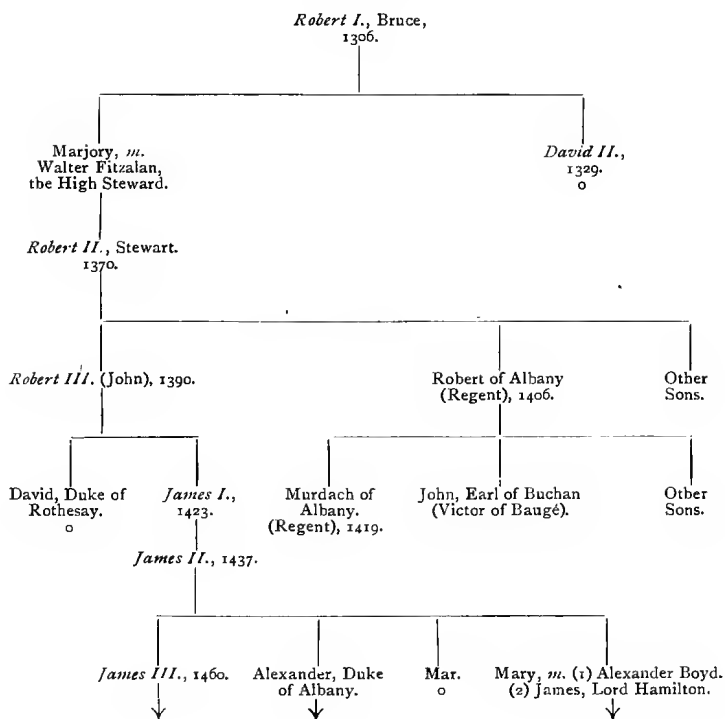 Robert I., Bruce,
1306.
Marjory, m.
Walter Fitzalan,
the High Steward.
David II.,
1329.
o
Robert II., Stewart.
1370.
Robert III. (John), 1390.
Robert of Albany
(Regent), 1406.
Other
Sons.
David, Duke of
Rothesay.
o
James I.,
1423.
Murdach of
Albany.
(Regent), 1419.
John, Earl of Buchan
(Victor of Baugé).
Other
Sons.
James II., 1437.
James III., 1460.
Alexander, Duke
of Albany.
Mar.
o
Mary, m. (1) Alexander Boyd.
(2) James, Lord Hamilton.